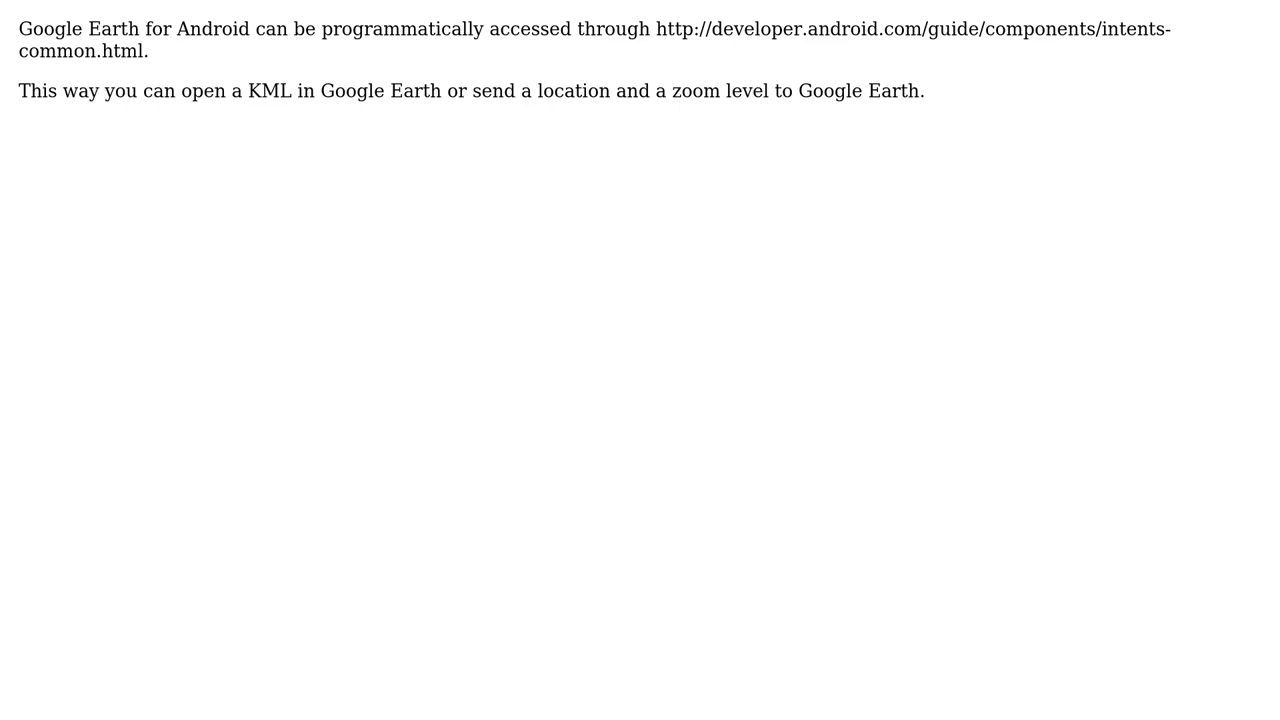 Google Earth for Android can be programmatically accessed through http://developer.android.com/guide/components/intents-
common.html.
This way you can open a KML in Google Earth or send a location and a zoom level to Google Earth.